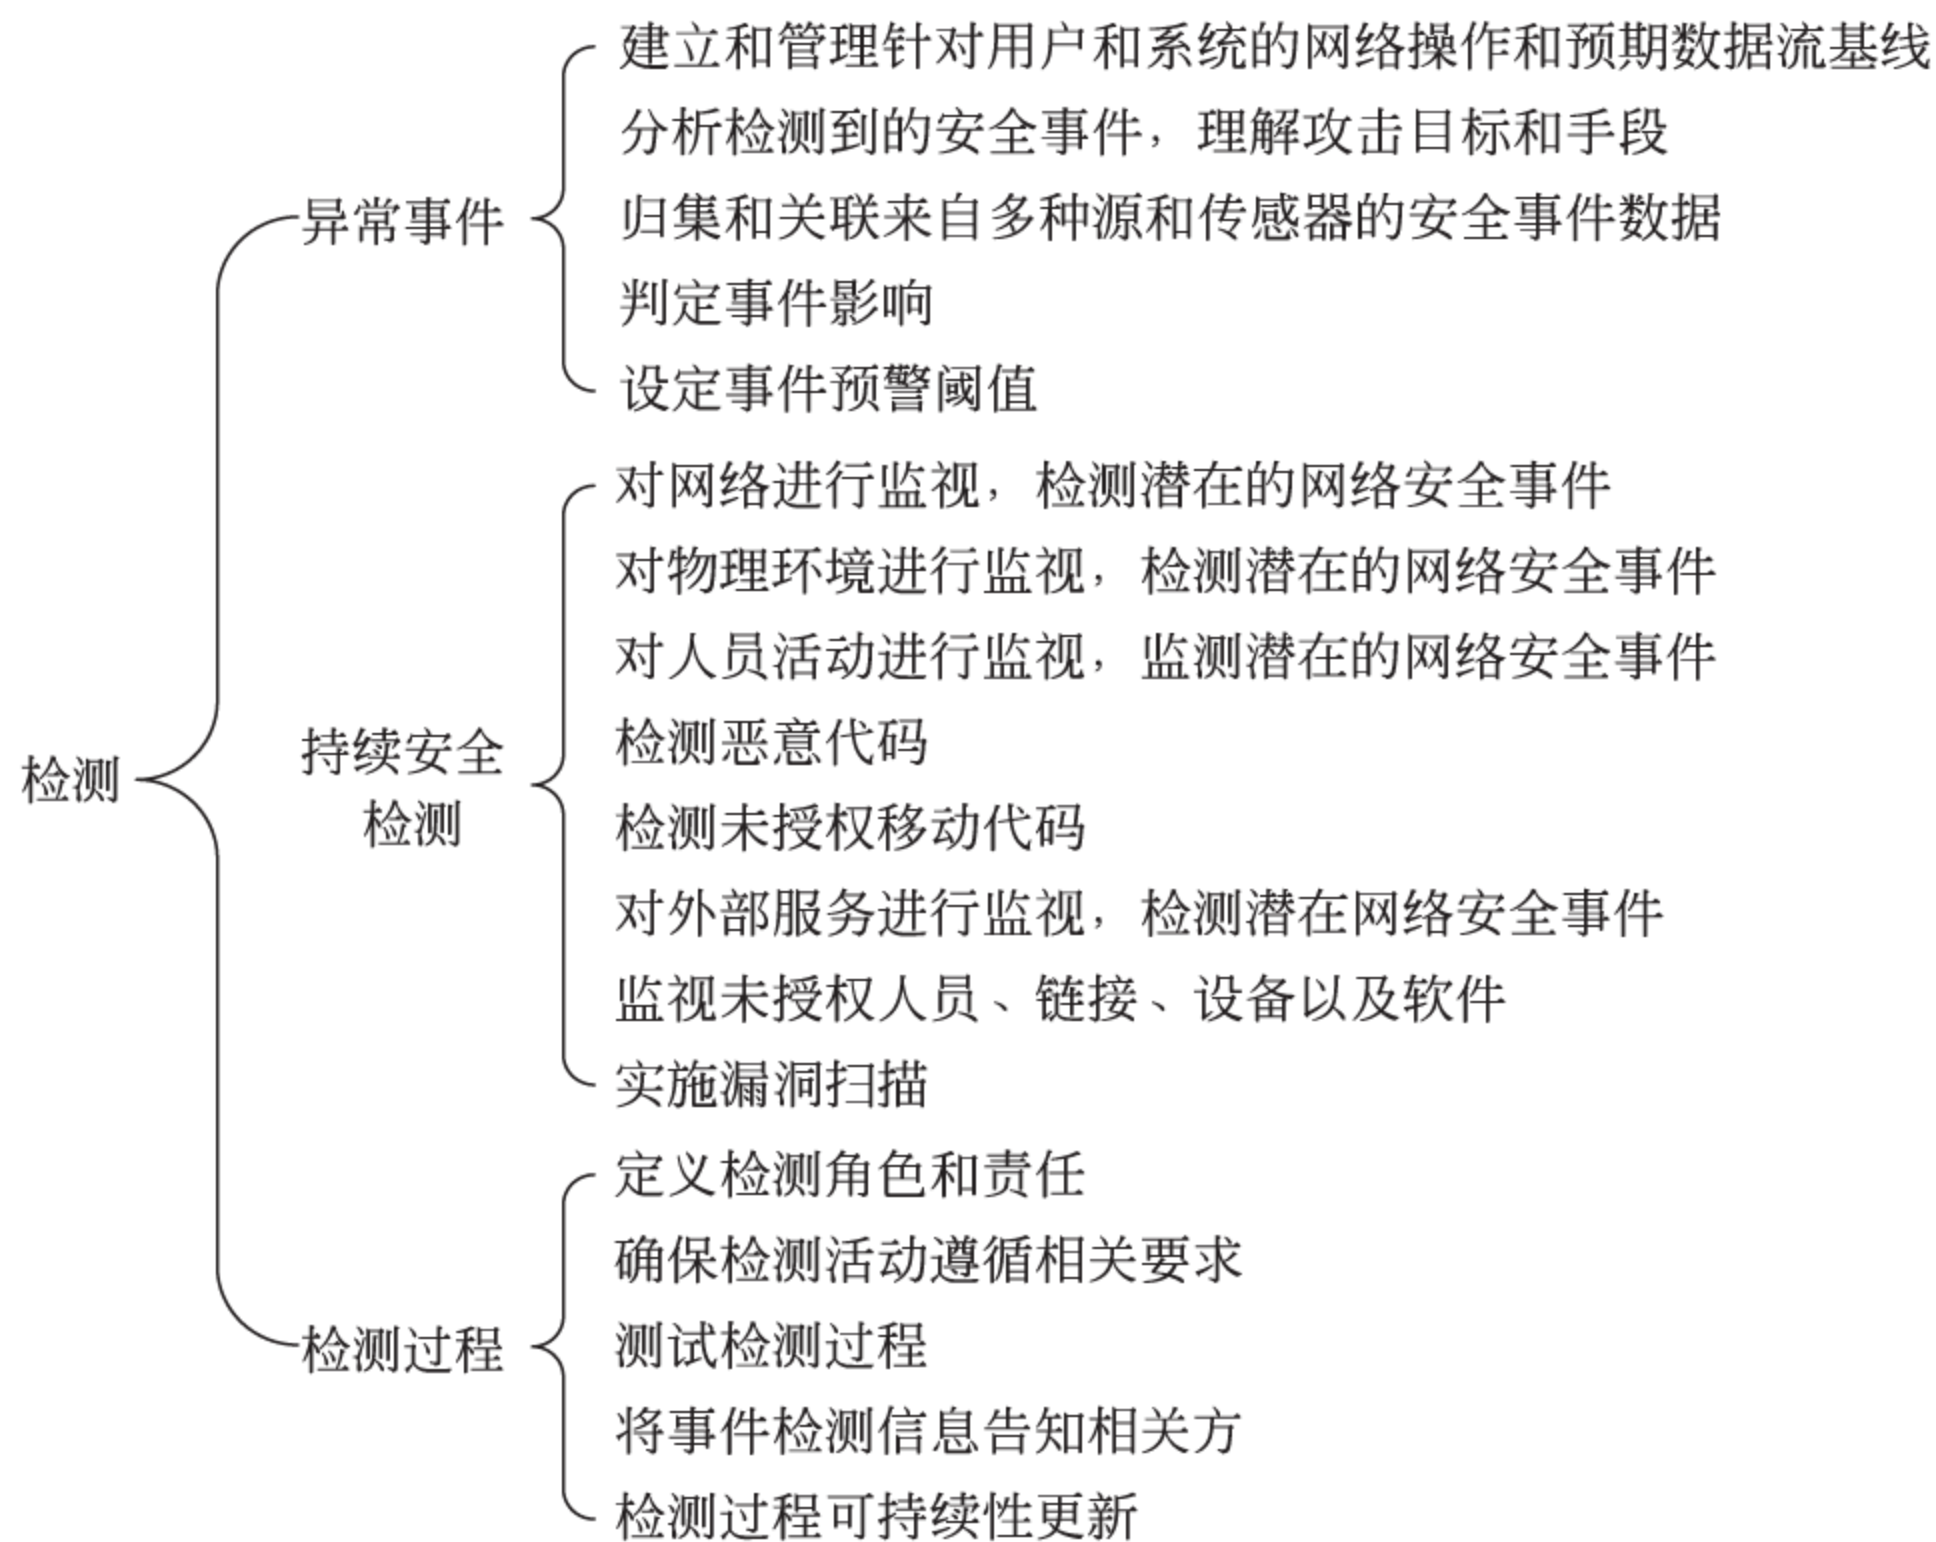 检测
异常事件
建立和管理针对用户和系统的网络操作和预期数据流基线
分析检测到的安全事件，理解攻击目标和手段
归集和关联来自多种源和传感器的安全事件数据
判定事件影响
设定事件预警阈值
持续安全
检测
对网络进行监视，检测潜在的网络安全事件
对物理环境进行监视，检测潜在的网络安全事件
对人员活动进行监视，监测潜在的网络安全事件
检测恶意代码
检测未授权移动代码
对外部服务进行监视，检测潜在网络安全事件
监视未授权人员、链接、设备以及软件
实施漏洞扫描
检测过程
定义检测角色和责任
确保检测活动遵循相关要求
测试检测过程
将事件检测信息告知相关方
检测过程可持续性更新